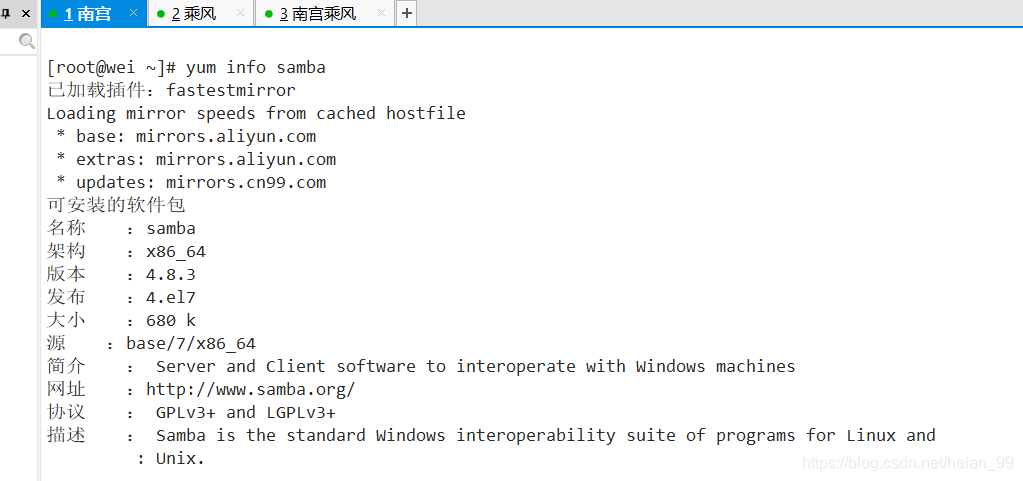 1 南宫 2 乘风 3 南宫乘风
[root@wei ~]# yum info samba
已加载插件：fastestmirror
Loading mirror speeds from cached hostfile
* base: mirrors.aliyun.com
* extras: mirrors.aliyun.com
* updates: mirrors.cn99.com
可安装的软件包
名称 ：samba
架构 ：x86_64
版本 ：4.8.3
发布 ：4.el7
大小 ：680 k
源 ：base/7/x86_64
简介 ： Server and Client software to interoperate with Windows machines
网址 ：http://www.samba.org/
协议 ： GPLv3+ and LGPLv3+
描述 ： Samba is the standard Windows interoperability suite of programs for Linux and
: Unix.
https://blog.csdn.net/heian_99